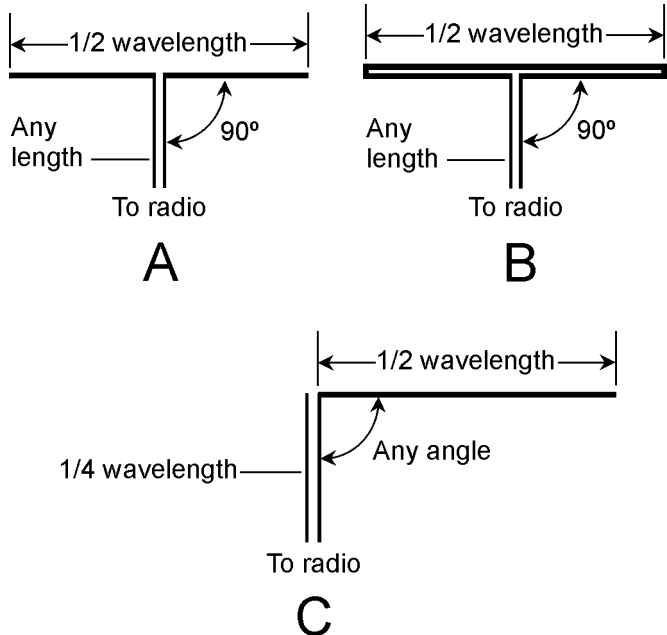 1/2 wavelength
Any
length
90º
To radio
A
1/2 wavelength
Any
length
90º
To radio
B
1/2 wavelength
Any angle
1/4 wavelength
To radio
C